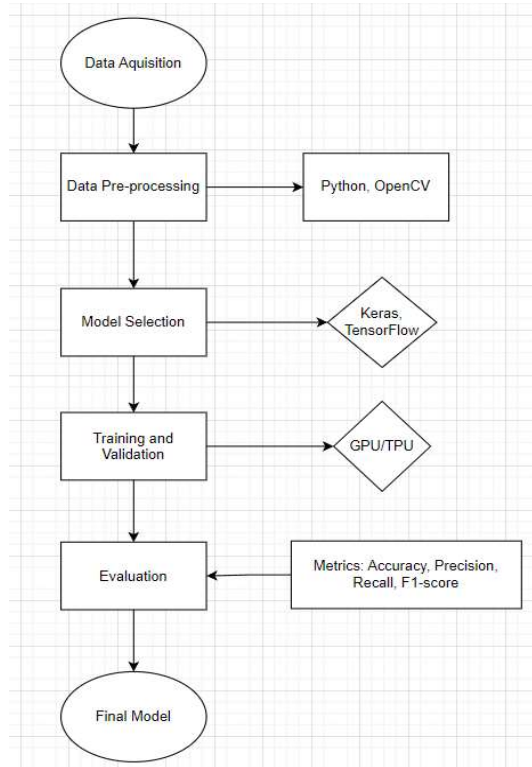 Data Aquisition
Data Pre-processing
Python, OpenCV
Model Selection
Keras,
TensorFlow
Training and
Validation
GPU/TPU
Evaluation
Metrics: Accuracy, Precision,
Recall, F1-score
Final Model